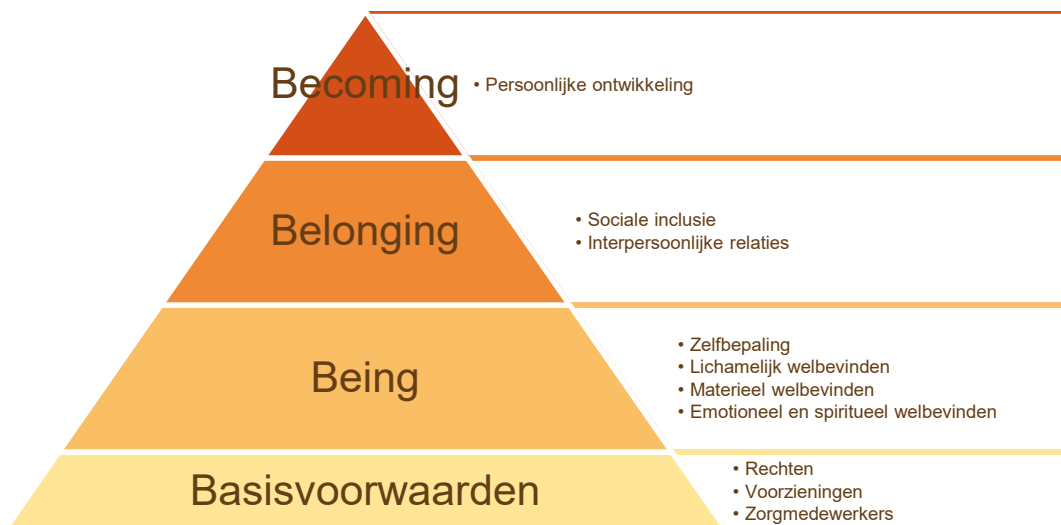 Becoming
• Persoonlijke ontwikkeling
Belonging
• Sociale inclusie
• Interpersoonlijke relaties
Being
• Zelfbepaling
• Lichamelijk welbevinden
• Materieel welbevinden
• Emotioneel en spiritueel welbevinden
Basisvoorwaarden
• Rechten
• Voorzieningen
• Zorgmedewerkers